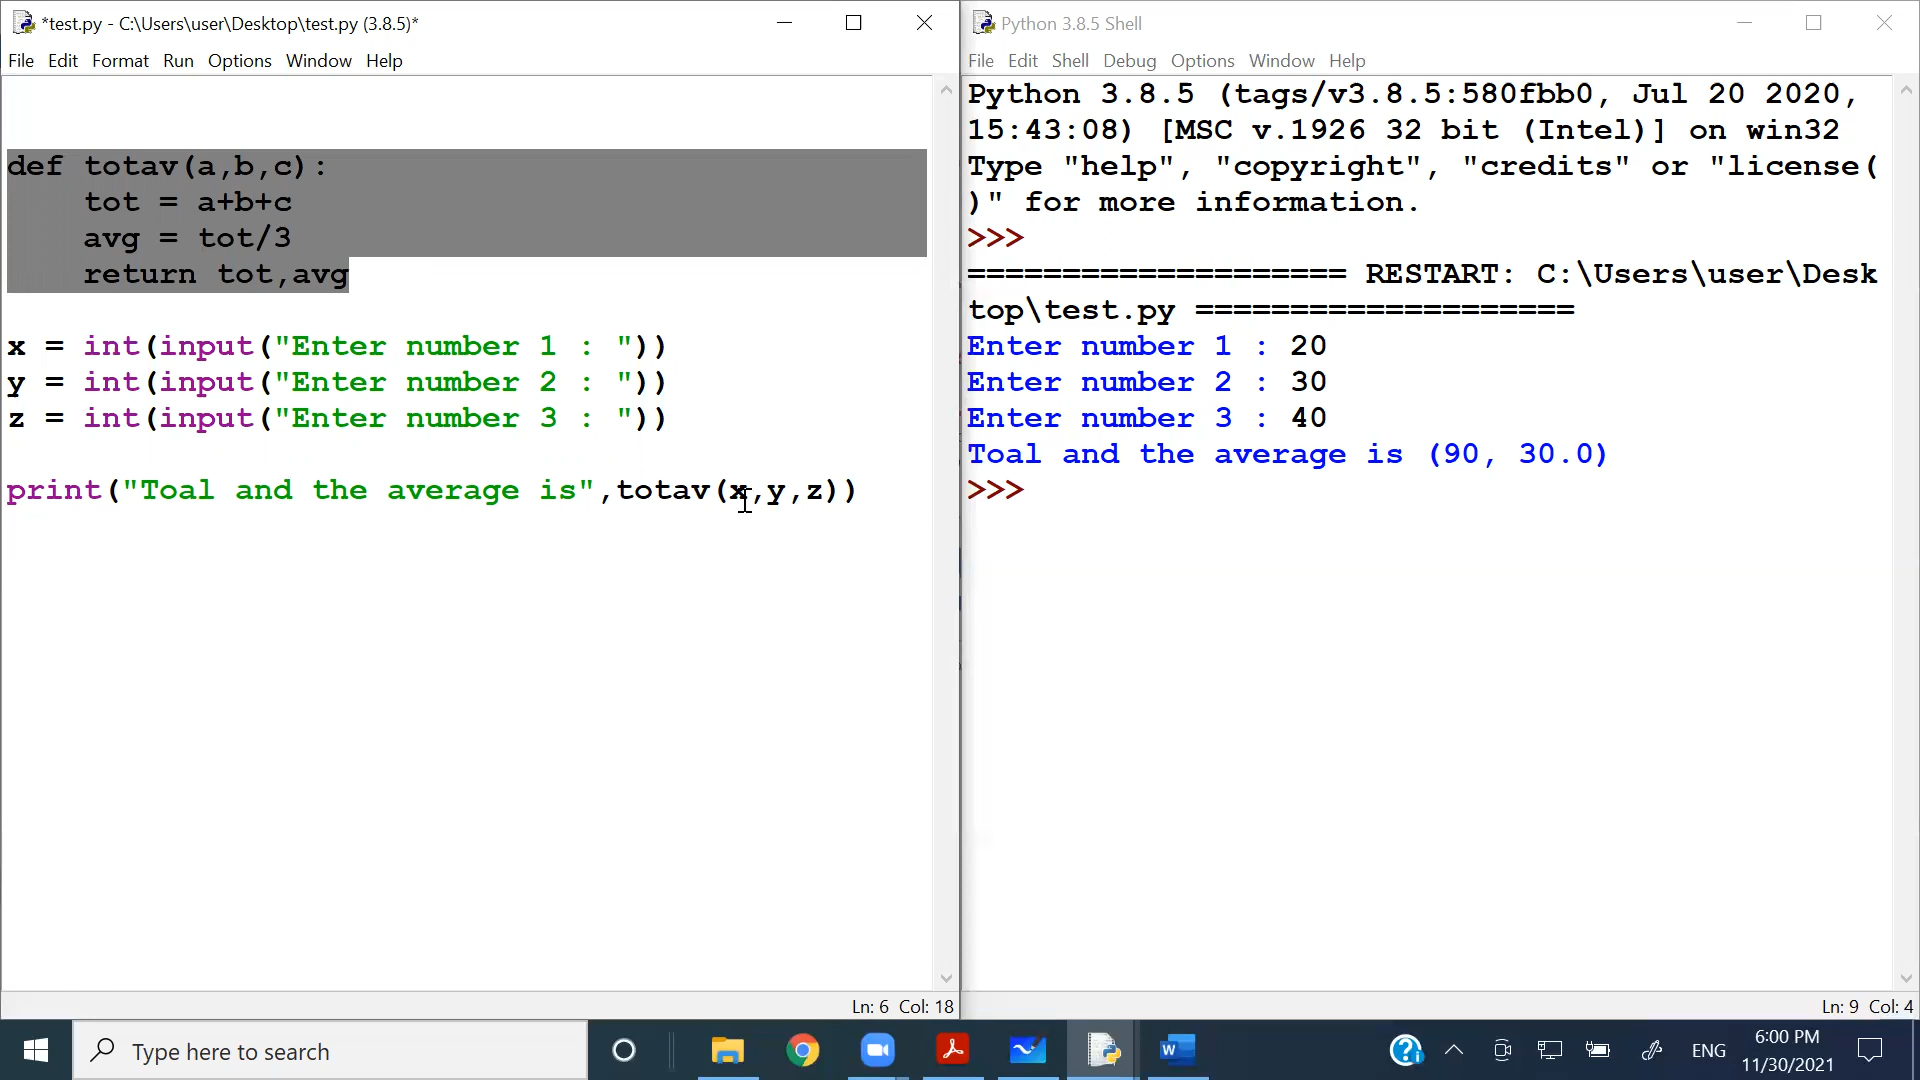 *test.py - C:\Users\user\Desktop\test.py (3.8.5)*
File Edit Format Run Options Window Help
def totav(a,b,c):
    tot = a+b+c
    avg = tot/3
    return tot,avg
x = int(input("Enter number 1 : "))
y = int(input("Enter number 2 : "))
z = int(input("Enter number 3 : "))
print("Toal and the average is",totav(x,y,z))
Ln: 6 Col: 18
Python 3.8.5 Shell
File Edit Shell Debug Options Window Help
Python 3.8.5 (tags/v3.8.5:580fbb0, Jul 20 2020,
15:43:08) [MSC v.1926 32 bit (Intel)] on win32
Type "help", "copyright", "credits" or "license(
)" for more information.
>>>
==================== RESTART: C:\Users\user\Desk
top\test.py ====================
Enter number 1 : 20
Enter number 2 : 30
Enter number 3 : 40
Toal and the average is (90, 30.0)
>>>
Ln: 9 Col: 4
Type here to search
ENG
6:00 PM
11/30/2021